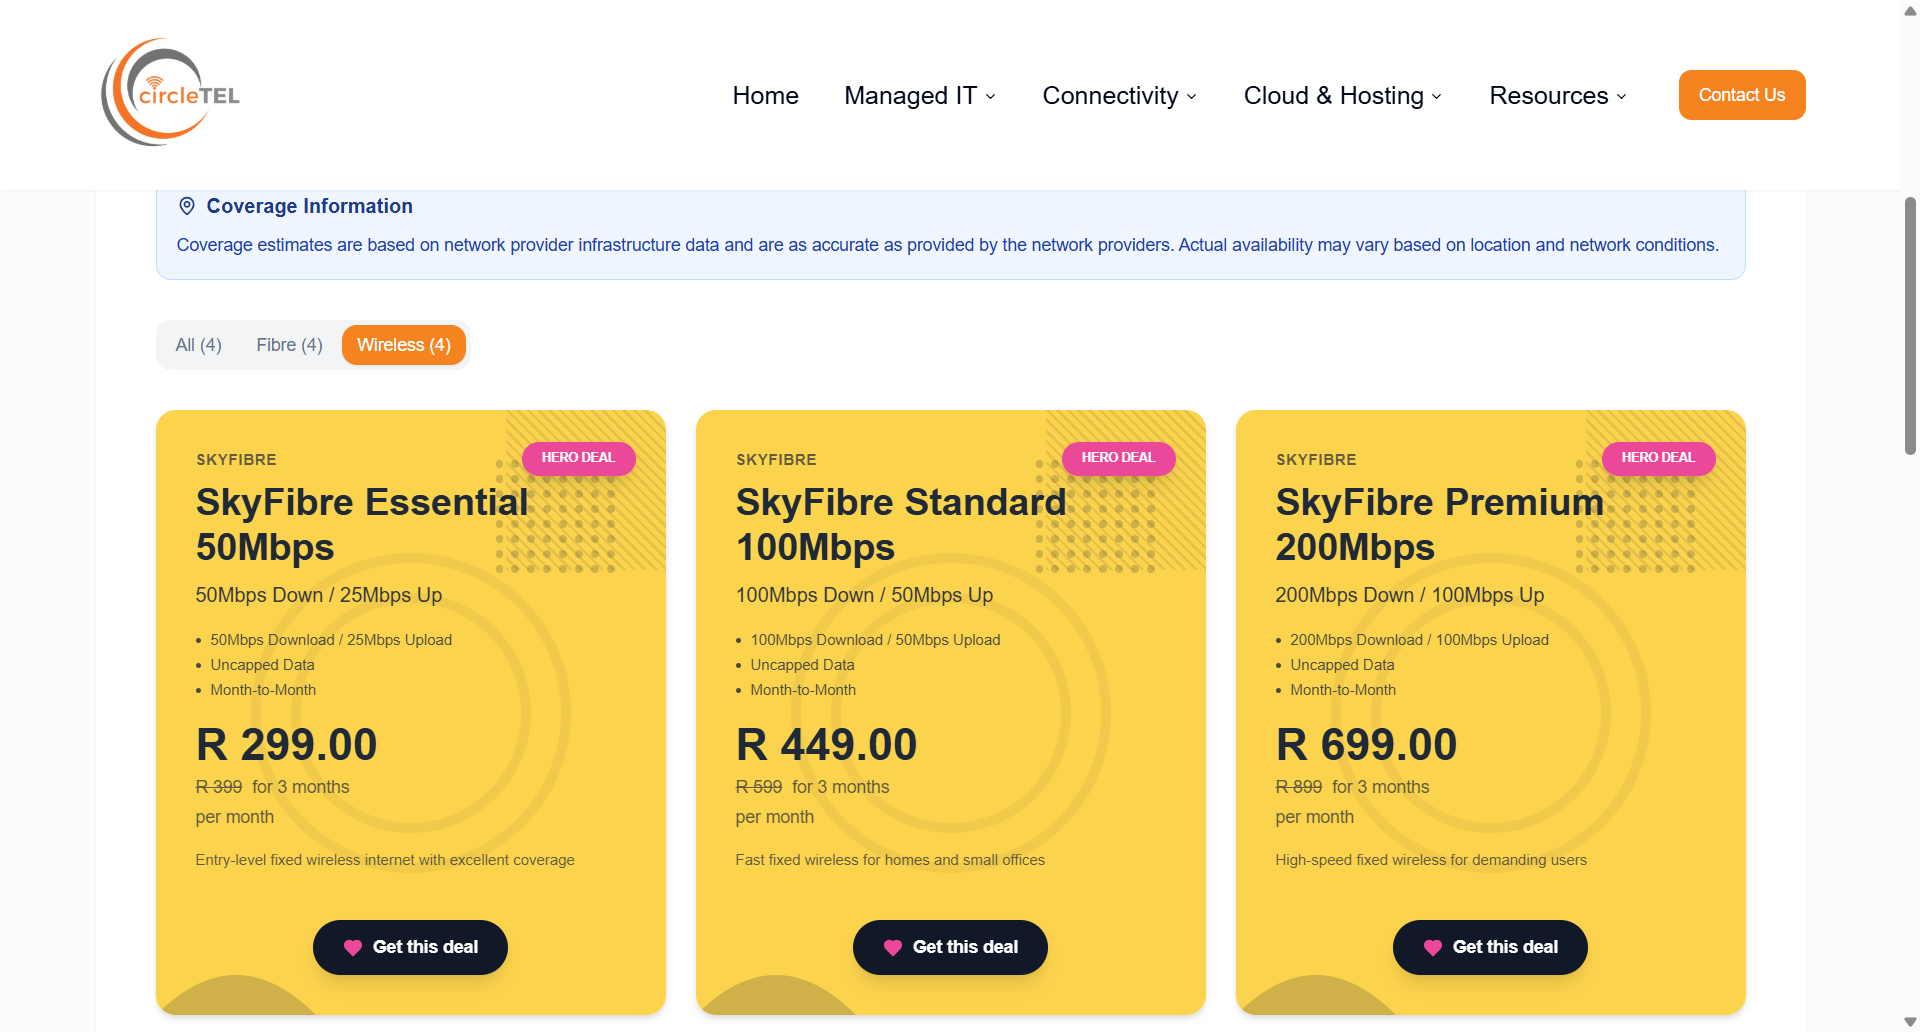 circleTEL
Home
Managed IT
Connectivity
Cloud & Hosting
Resources
Contact Us
Coverage Information
Coverage estimates are based on network provider infrastructure data and are as accurate as provided by the network providers. Actual availability may vary based on location and network conditions.
All (4)
Fibre (4)
Wireless (4)
SKYFIBRE
HERO DEAL
SkyFibre Essential
50Mbps
50Mbps Down / 25Mbps Up
50Mbps Download / 25Mbps Upload
Uncapped Data
Month-to-Month
R 299.00
R 399 for 3 months
per month
Entry-level fixed wireless internet with excellent coverage
Get this deal
SKYFIBRE
HERO DEAL
SkyFibre Standard
100Mbps
100Mbps Down / 50Mbps Up
100Mbps Download / 50Mbps Upload
Uncapped Data
Month-to-Month
R 449.00
R 599 for 3 months
per month
Fast fixed wireless for homes and small offices
Get this deal
SKYFIBRE
HERO DEAL
SkyFibre Premium
200Mbps
200Mbps Down / 100Mbps Up
200Mbps Download / 100Mbps Upload
Uncapped Data
Month-to-Month
R 699.00
R 899 for 3 months
per month
High-speed fixed wireless for demanding users
Get this deal